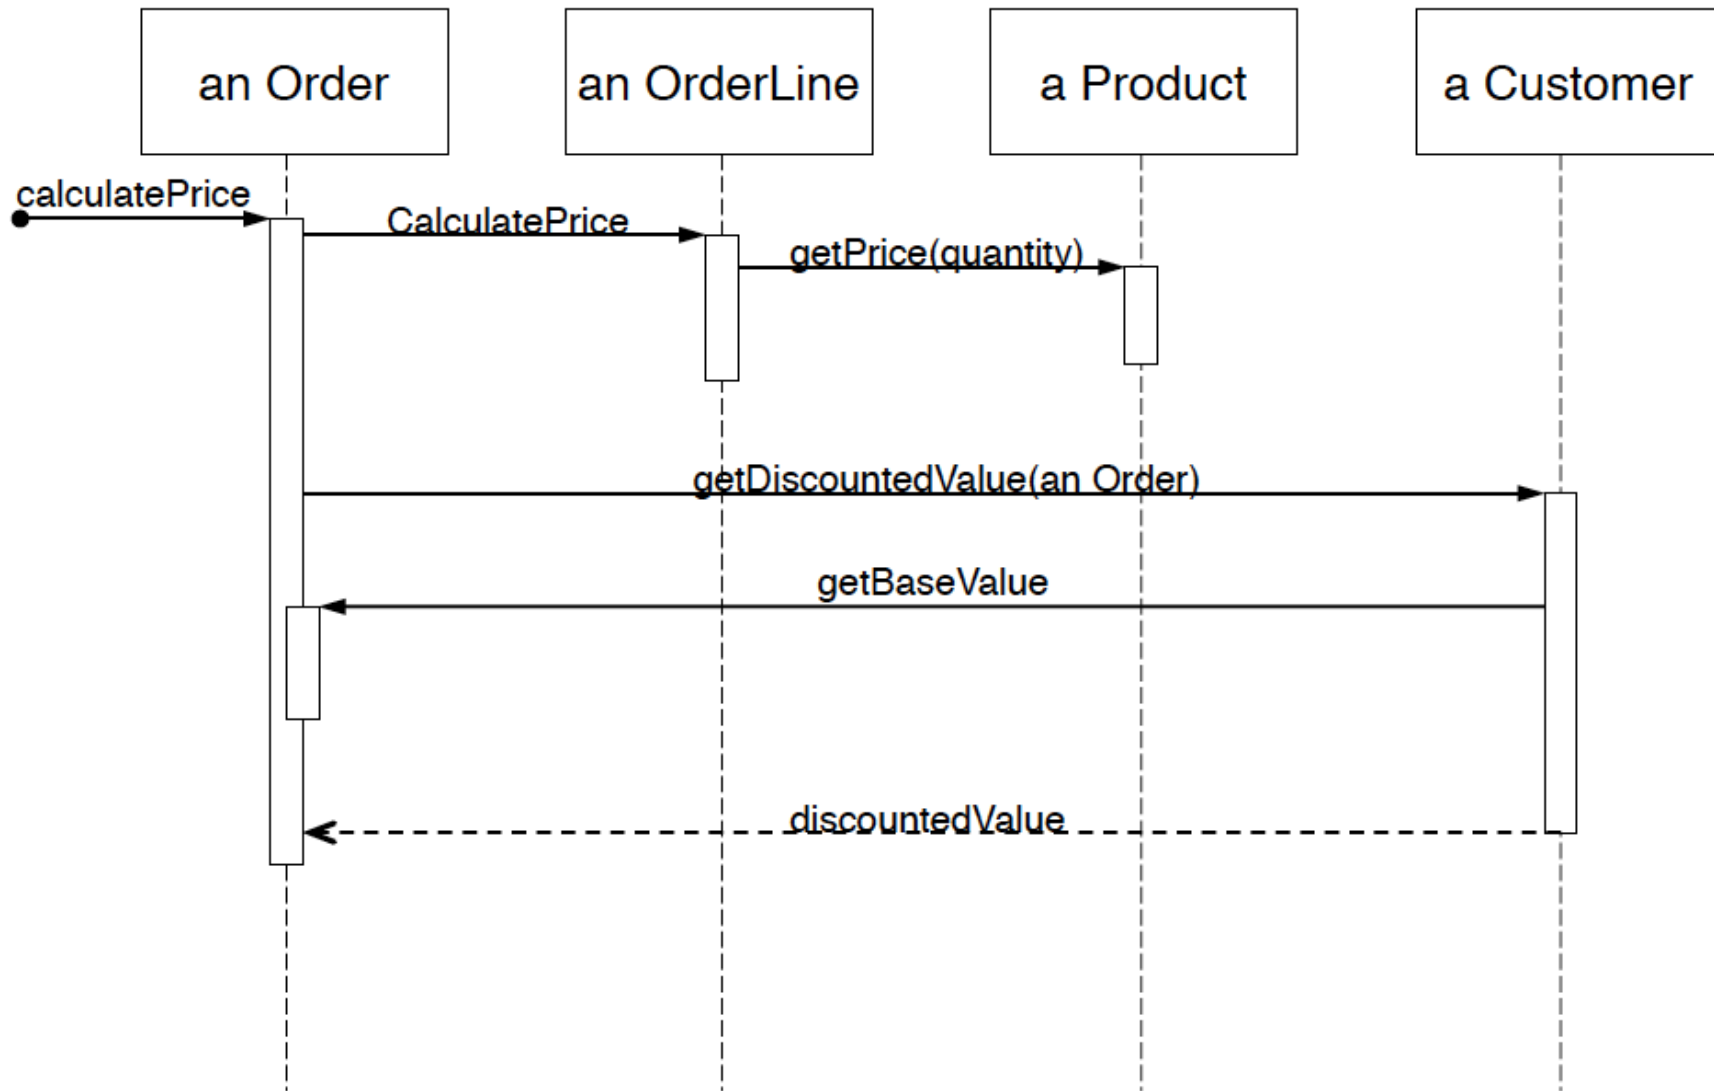 an Order
an OrderLine
a Product
a Customer
calculatePrice
CalculatePrice
getPrice(quantity)
getDiscountedValue(an Order)
getBaseValue
discountedValue